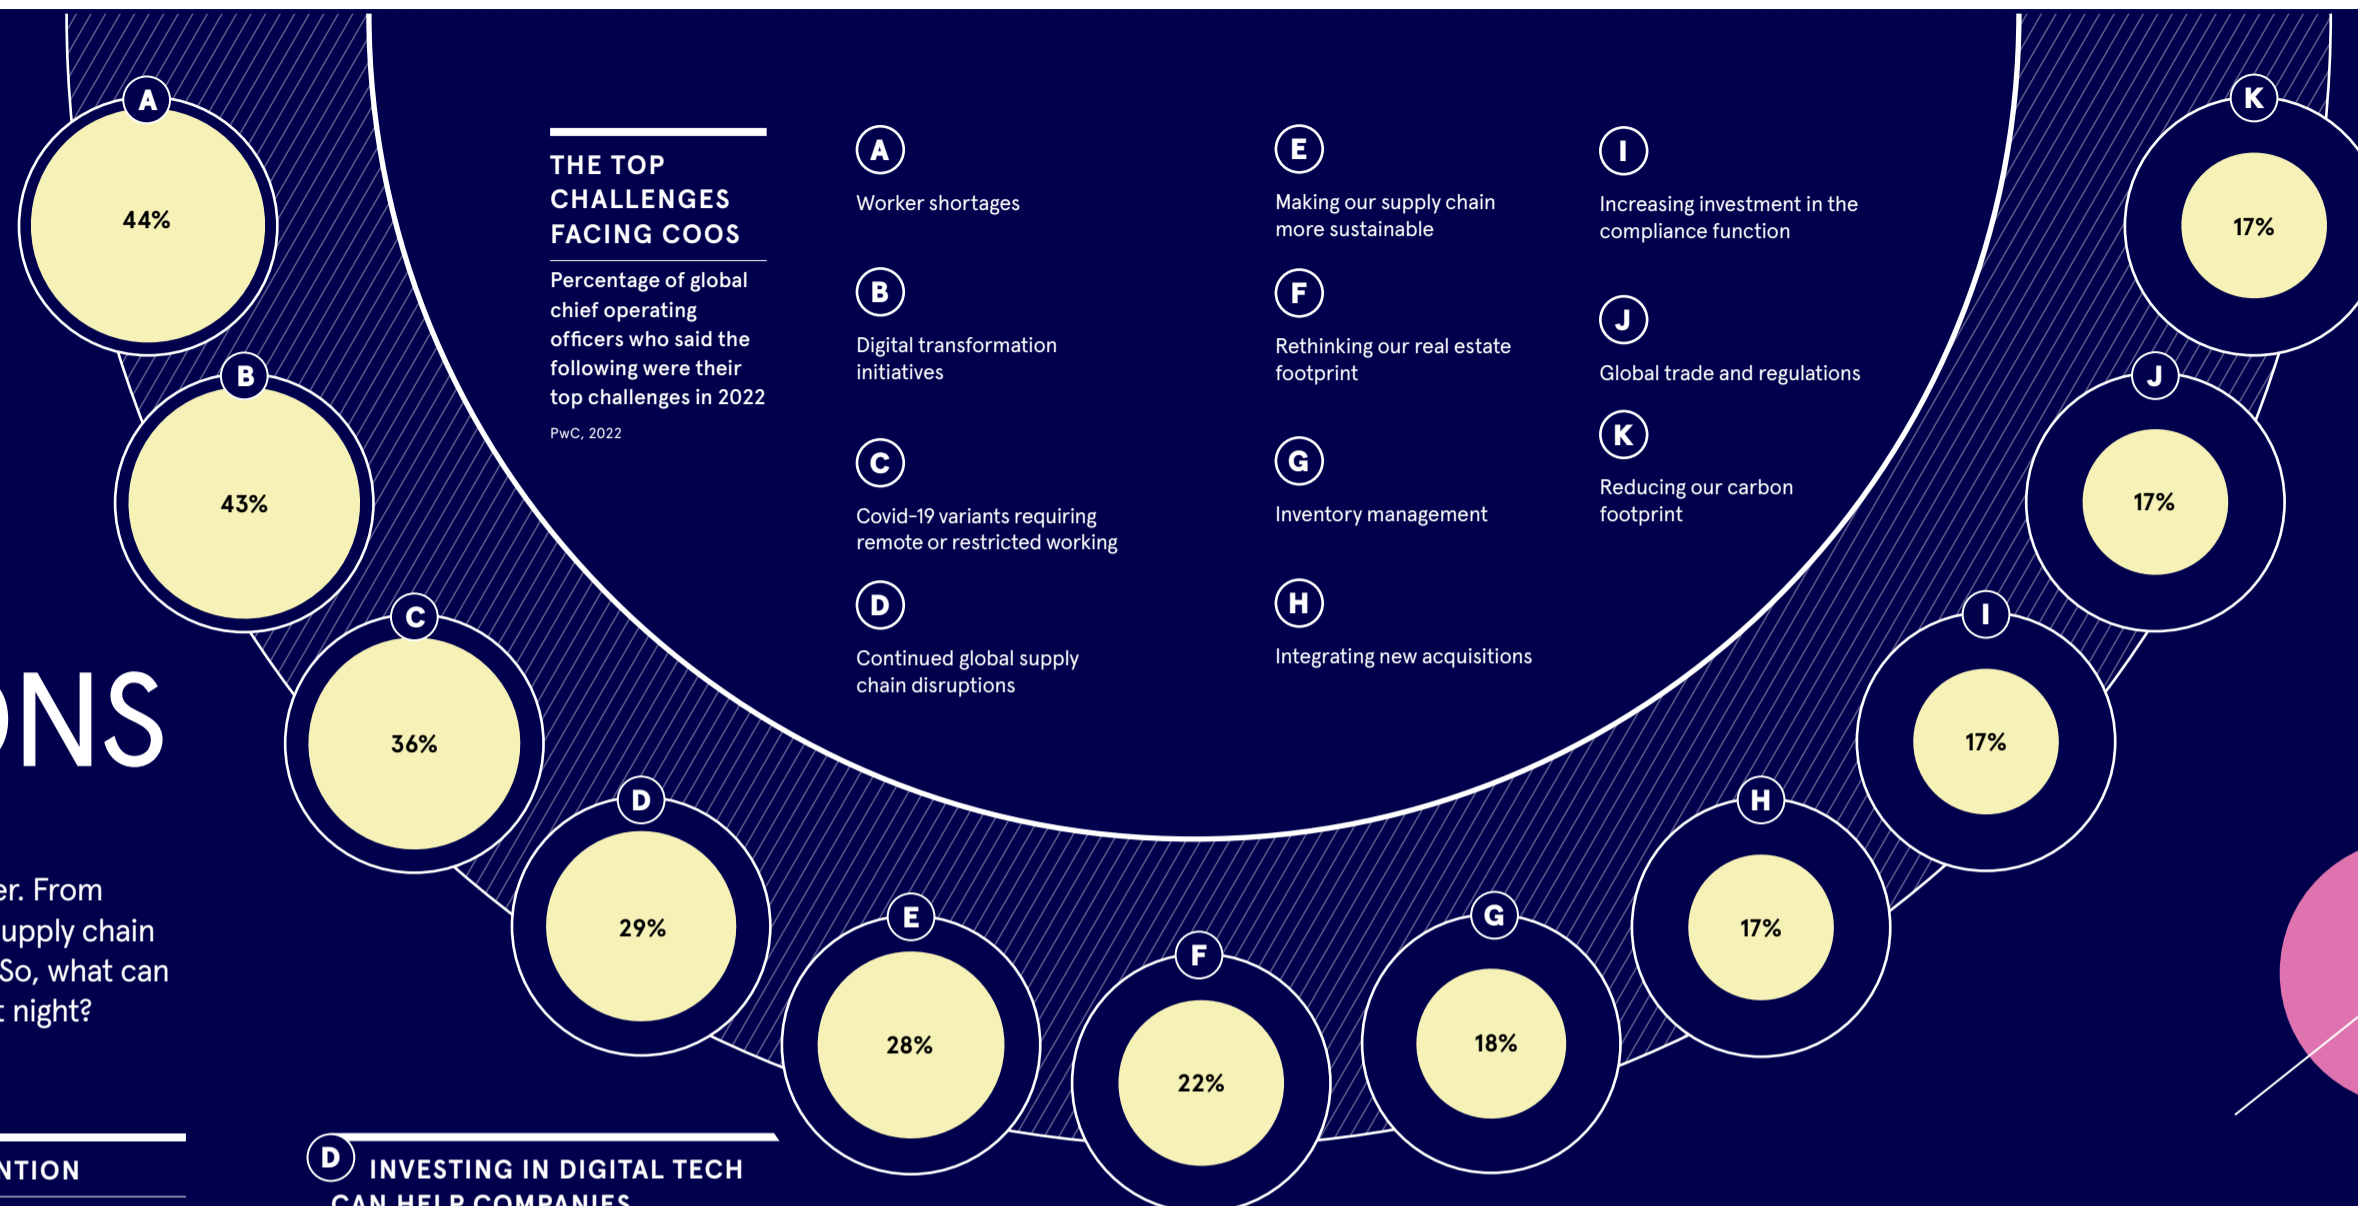 A
44%
B
43%
C
36%
D
29%
E
28%
F
22%
G
18%
H
17%
I
17%
J
17%
K
17%
THE TOP
CHALLENGES
FACING COOS
Percentage of global
chief operating
officers who said the
following were their
top challenges in 2022
PwC, 2022
A
Worker shortages
B
Digital transformation
initiatives
C
Covid-19 variants requiring
remote or restricted working
D
Continued global supply
chain disruptions
E
Making our supply chain
more sustainable
F
Rethinking our real estate
footprint
G
Inventory management
H
Integrating new acquisitions
I
Increasing investment in the
compliance function
J
Global trade and regulations
K
Reducing our carbon
footprint
ONS
er. From
upply chain
So, what can
t night?
NTION
D
INVESTING IN DIGITAL TECH
CAN HELP COMPANIES